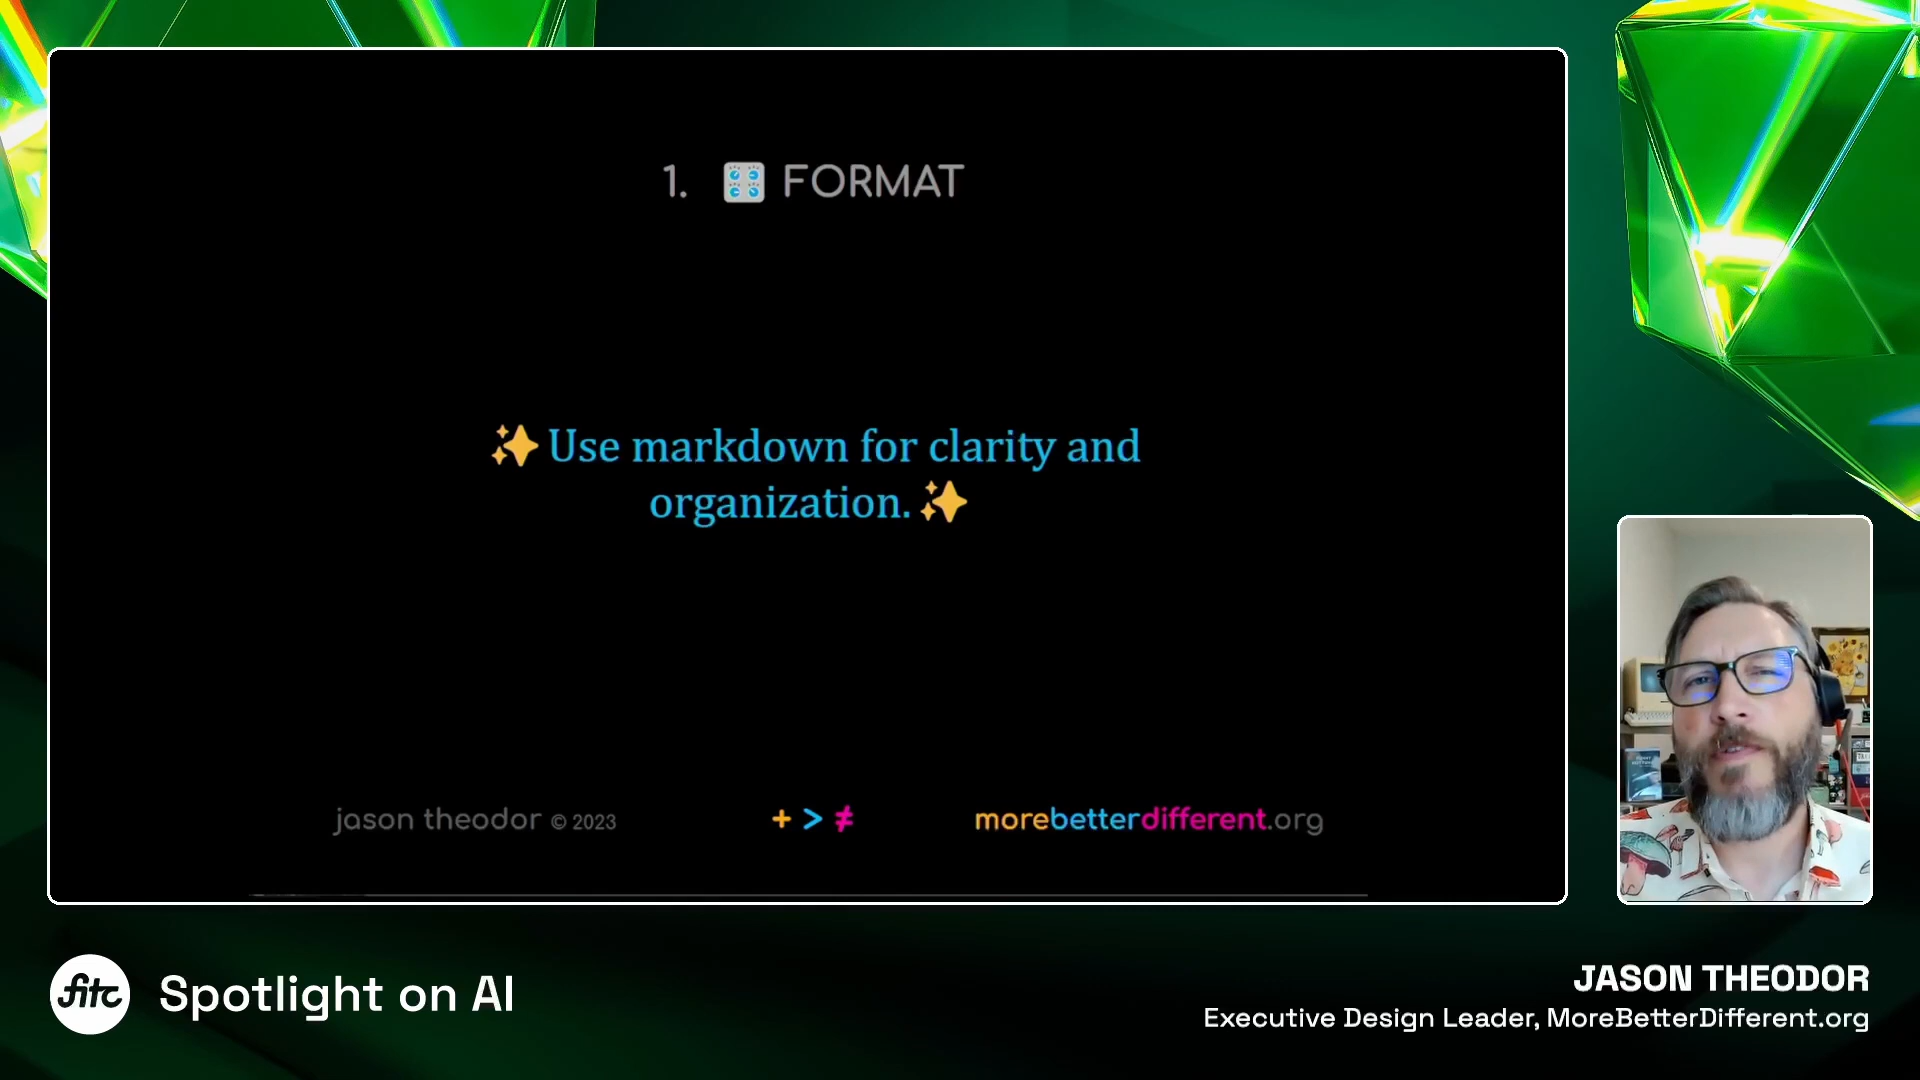 1. FORMAT
Use markdown for clarity and
organization.
jason theodor © 2023
+ > ≠
morebetterdifferent.org
fitc
Spotlight on AI
JASON THEODOR
Executive Design Leader, MoreBetterDifferent.org